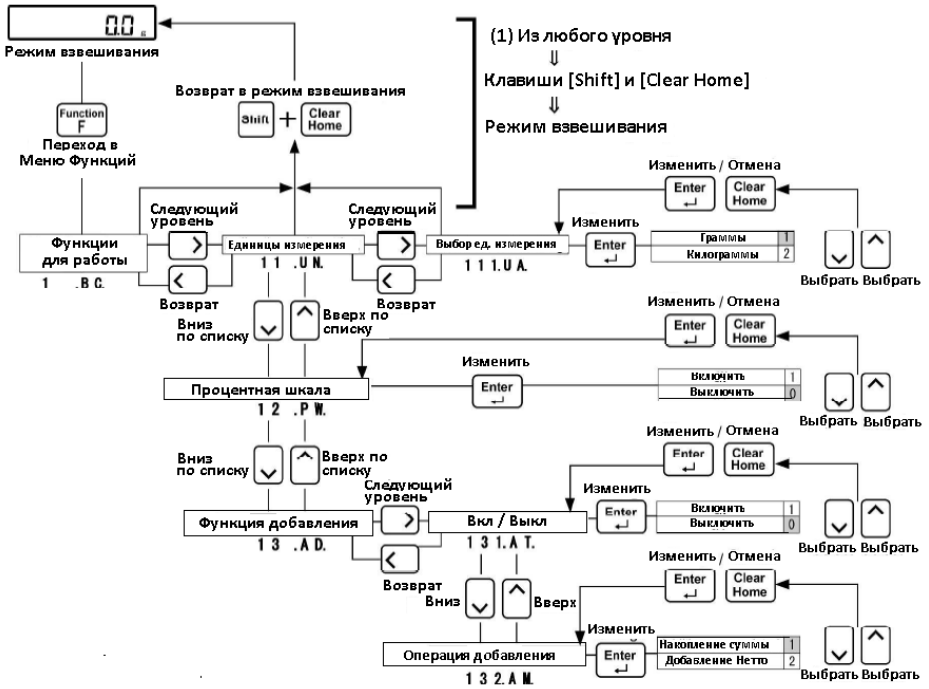 0.0 g
Режим взвешивания
(1) Из любого уровня
⇓
Клавиши [Shift] и [Clear Home]
⇓
Режим взвешивания
Возврат в режим взвешивания
Shift + Clear Home
Function F
Переход в
Меню Функций
Изменить / Отмена
Enter Clear Home
Следующий
уровень
Следующий
уровень
Изменить
Функции
для работы
1 .B C.
Единицы измерения
1 1 .U N.
Выбор ед. измерения
1 1 1.U A.
Enter
Граммы 1
Килограммы 2
Выбрать Выбрать
Возврат
Возврат
Вниз
по списку
Вверх по
списку
Изменить / Отмена
Enter Clear Home
Изменить
Процентная шкала
1 2 .P W.
Enter
Включить 1
Выключить 0
Выбрать Выбрать
Вниз
по списку
Вверх по
списку
Изменить / Отмена
Enter Clear Home
Следующий
уровень
Изменить
Функция добавления
1 3 .A D.
Вкл / Выкл
1 3 1.A T.
Enter
Включить 1
Выключить 0
Выбрать Выбрать
Возврат
Вниз
Вверх
Изменить / Отмена
Enter Clear Home
Изменить
Операция добавления
1 3 2.A M.
Enter
Накопление суммы 1
Добавление Нетто 2
Выбрать Выбрать